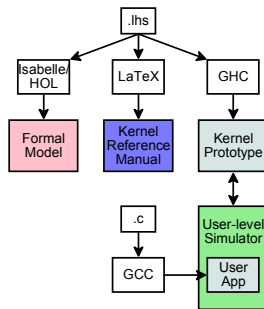 .lhs
Isabelle/
HOL
LaTeX
GHC
Formal
Model
Kernel
Reference
Manual
Kernel
Prototype
.c
User-level
Simulator
GCC
User
App